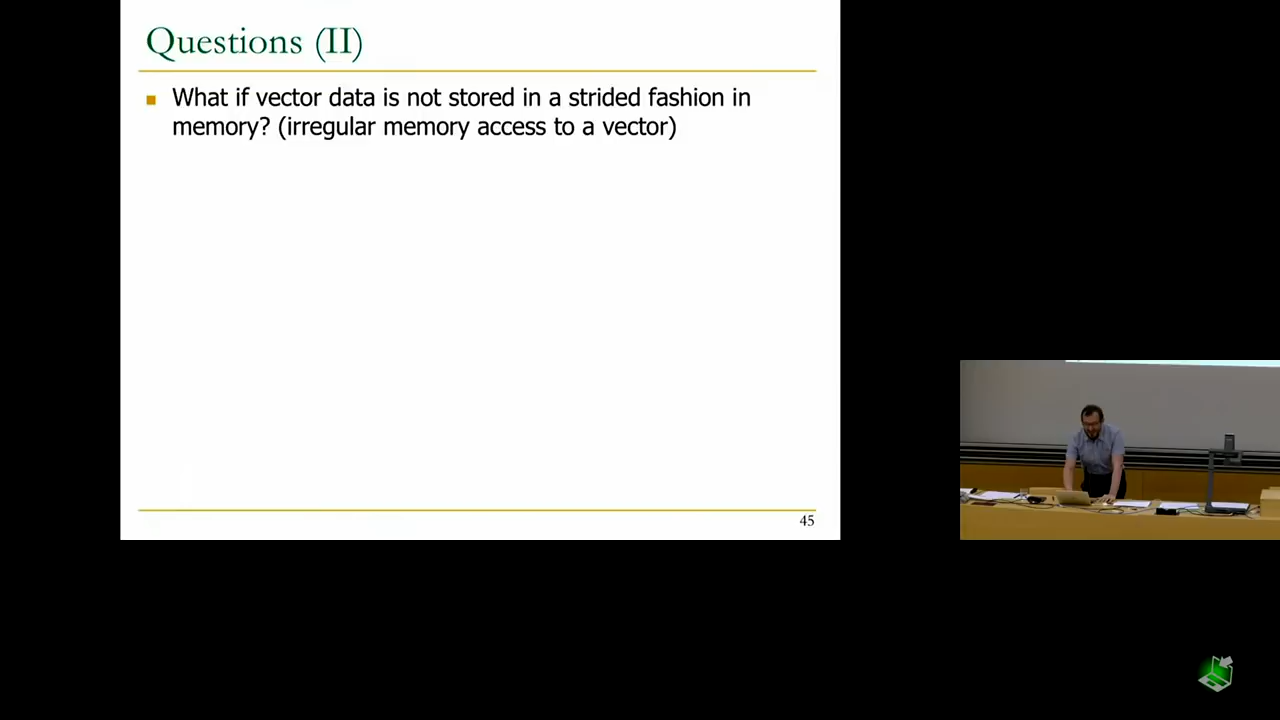 Questions (II)
What if vector data is not stored in a strided fashion in
memory? (irregular memory access to a vector)
45